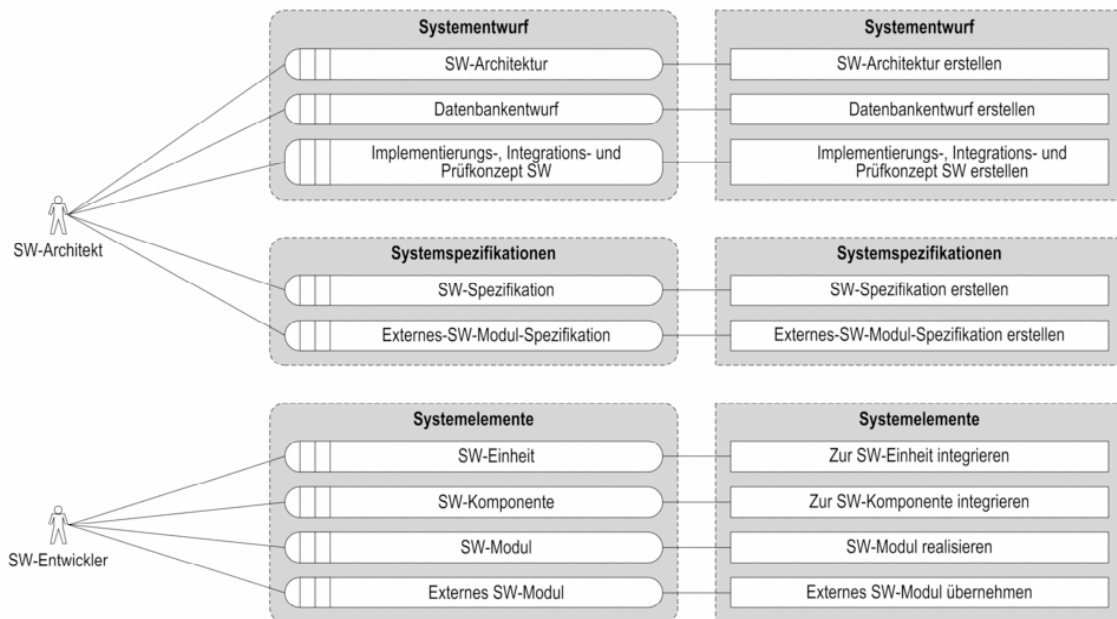 Systementwurf
Systementwurf
SW-Architektur
SW-Architektur erstellen
Datenbankentwurf
Datenbankentwurf erstellen
Implementierungs-, Integrations- und
Prüfkonzept SW
Implementierungs-, Integrations- und
Prüfkonzept SW erstellen
SW-Architekt
Systemspezifikationen
Systemspezifikationen
SW-Spezifikation
SW-Spezifikation erstellen
Externes-SW-Modul-Spezifikation
Externes-SW-Modul-Spezifikation erstellen
Systemelemente
Systemelemente
SW-Einheit
Zur SW-Einheit integrieren
SW-Komponente
Zur SW-Komponente integrieren
SW-Entwickler
SW-Modul
SW-Modul realisieren
Externes SW-Modul
Externes SW-Modul übernehmen